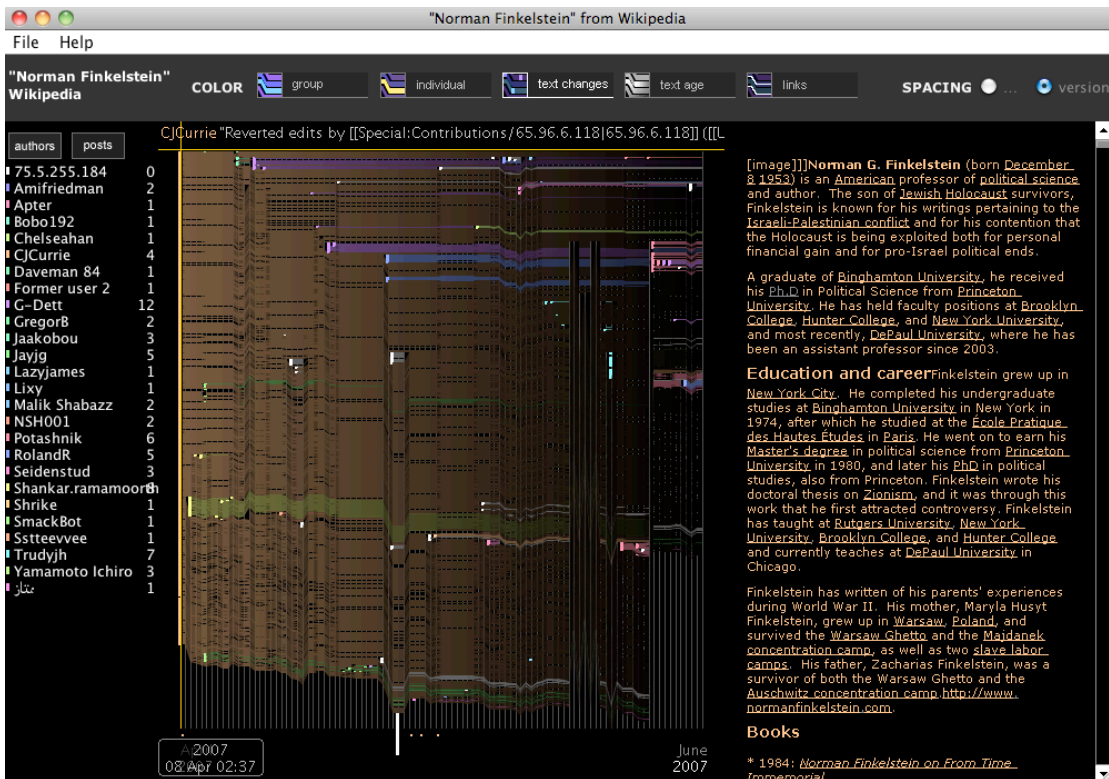 "Norman Finkelstein" from Wikipedia
File Help
"Norman Finkelstein"
Wikipedia
COLOR group individual text changes text age links SPACING ... version
CJCurrie "Reverted edits by [[Special:Contributions/65.96.6.118|65.96.6.118]] ([[L
authors posts
75.5.255.184 0
Amifriedman 2
Apter 1
Bobo192 1
Chelseahan 1
CJCurrie 4
Daveman 84 1
Former user 2 1
G-Dett 12
GregorB 2
Jaakobou 3
Jayjg 5
Lazyjames 1
Lixy 1
Malik Shabazz 2
NSH001 2
Potashnik 6
RolandR 5
Seidenstud 3
Shankar.ramamoorth 8
Shrike 1
SmackBot 1
Sstteevvee 1
Trudyjh 7
Yamamoto Ichiro 3
1
2007
08 Apr 02:37
June
2007
[image]]]Norman G. Finkelstein (born December
8 1953) is an American professor of political science
and author. The son of Jewish Holocaust survivors,
Finkelstein is known for his writings pertaining to the
Israeli-Palestinian conflict and for his contention that
the Holocaust is being exploited both for personal
financial gain and for pro-Israel political ends.
A graduate of Binghamton University, he received
his Ph.D in Political Science from Princeton
University. He has held faculty positions at Brooklyn
College, Hunter College, and New York University,
and most recently, DePaul University, where he has
been an assistant professor since 2003.
Education and careerFinkelstein grew up in
New York City. He completed his undergraduate
studies at Binghamton University in New York in
1974, after which he studied at the École Pratique
des Hautes Études in Paris. He went on to earn his
Master's degree in political science from Princeton
University in 1980, and later his PhD in political
studies, also from Princeton. Finkelstein wrote his
doctoral thesis on Zionism, and it was through this
work that he first attracted controversy. Finkelstein
has taught at Rutgers University, New York
University, Brooklyn College, and Hunter College
and currently teaches at DePaul University in
Chicago.
Finkelstein has written of his parents' experiences
during World War II. His mother, Maryla Husyt
Finkelstein, grew up in Warsaw, Poland, and
survived the Warsaw Ghetto and the Majdanek
concentration camp, as well as two slave labor
camps. His father, Zacharias Finkelstein, was a
survivor of both the Warsaw Ghetto and the
Auschwitz concentration camp.http://www.
normanfinkelstein.com.
Books
* 1984: Norman Finkelstein on From Time
Immemorial